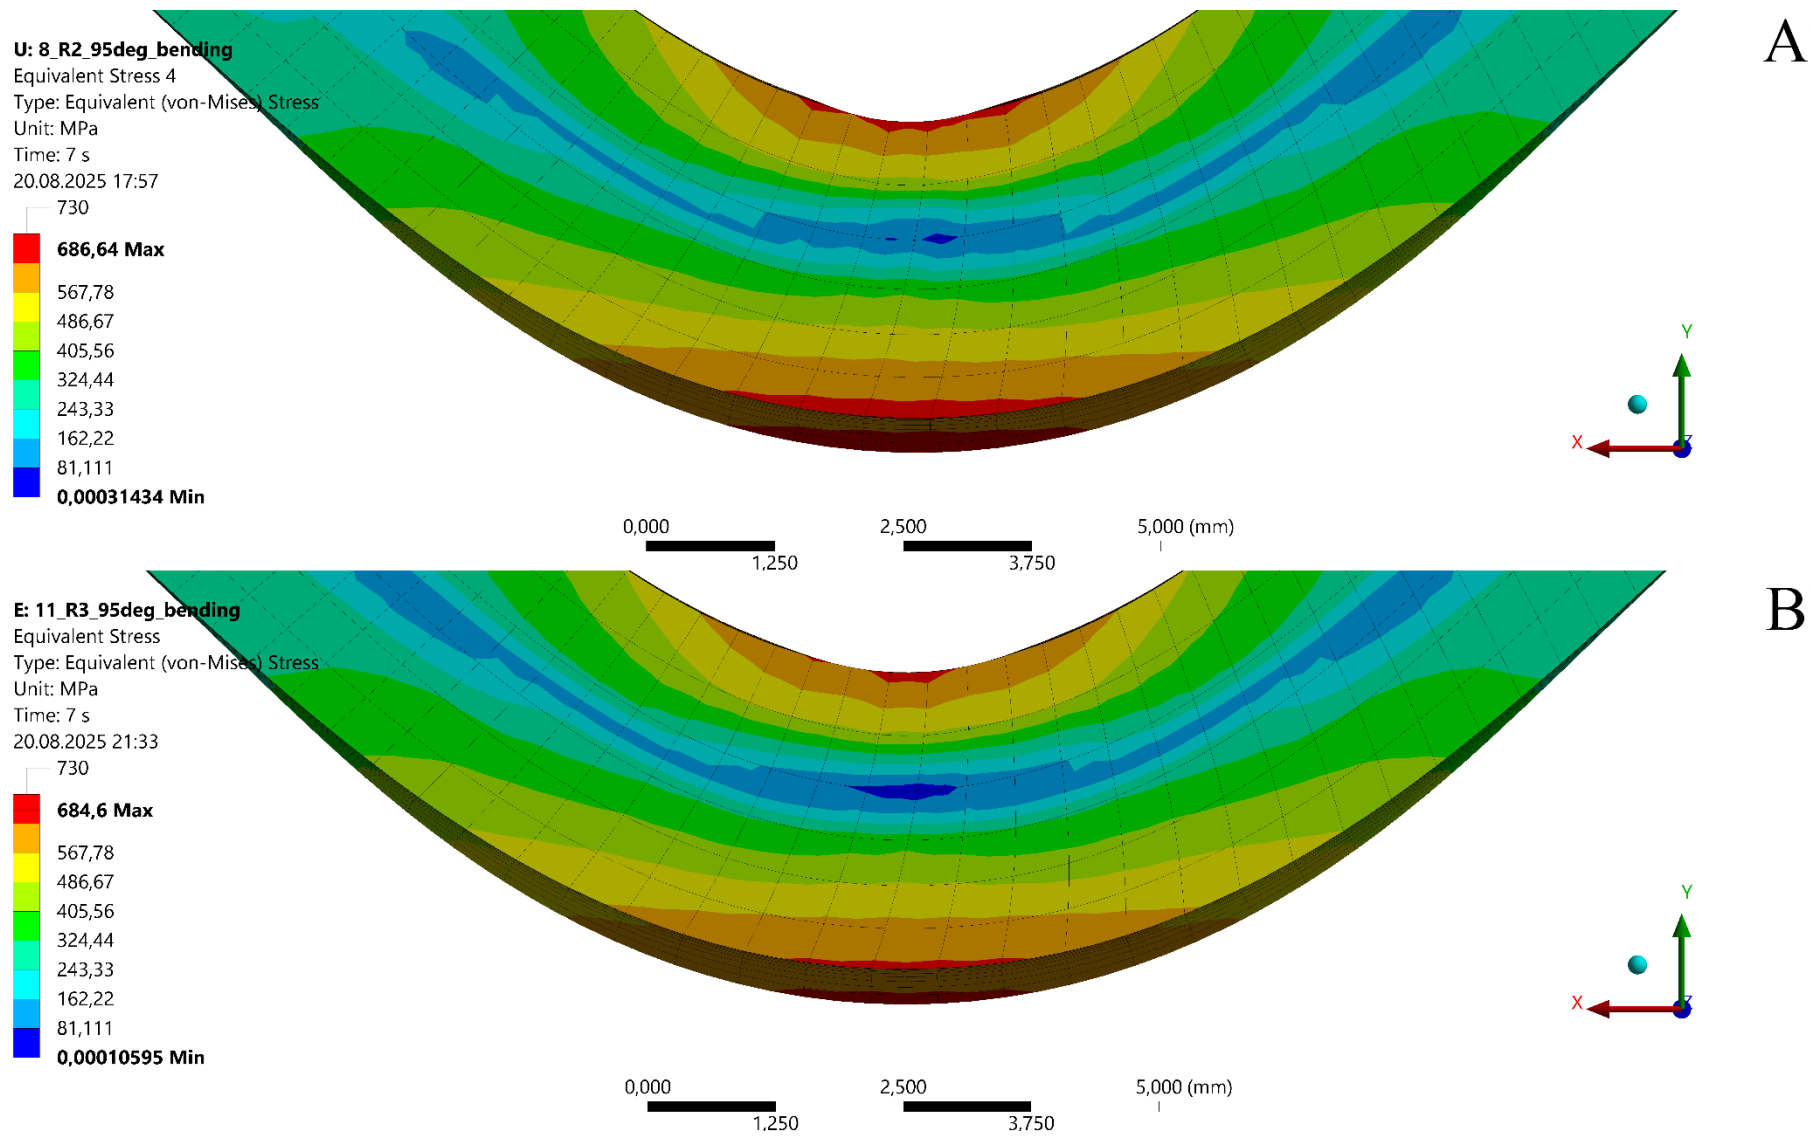 A
U: 8_R2_95deg_bending
Equivalent Stress 4
Type: Equivalent (von-Mises) Stress
Unit: MPa
Time: 7 s
20.08.2025 17:57
730
686,64 Max
567,78
486,67
405,56
324,44
243,33
162,22
81,111
0,00031434 Min
Y
X
Z
0,000 2,500 5,000 (mm)
1,250 3,750
B
E: 11_R3_95deg_bending
Equivalent Stress
Type: Equivalent (von-Mises) Stress
Unit: MPa
Time: 7 s
20.08.2025 21:33
730
684,6 Max
567,78
486,67
405,56
324,44
243,33
162,22
81,111
0,00010595 Min
Y
X
Z
0,000 2,500 5,000 (mm)
1,250 3,750